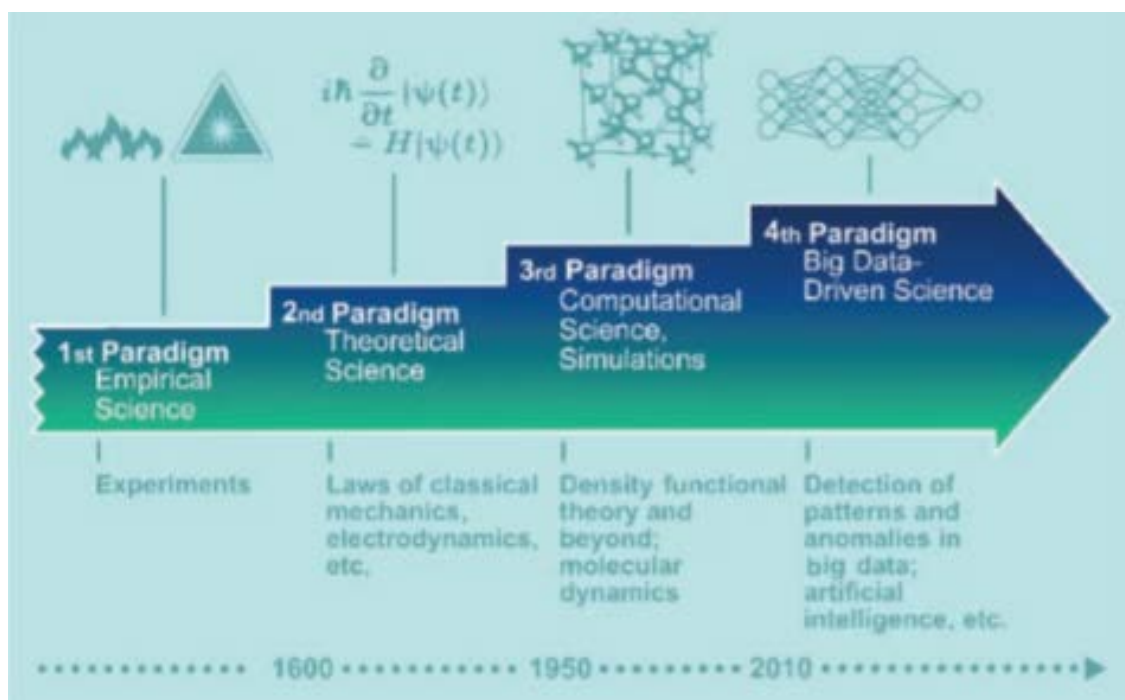 iħ ∂/∂t |ψ(t)⟩
= H|ψ(t)⟩
1st Paradigm
Empirical
Science
2nd Paradigm
Theoretical
Science
3rd Paradigm
Computational
Science,
Simulations
4th Paradigm
Big Data-
Driven Science
Experiments
Laws of classical
mechanics,
electrodynamics,
etc.
Density functional
theory and
beyond;
molecular
dynamics
Detection of
patterns and
anomalies in
big data;
artificial
intelligence, etc.
1600
1950
2010